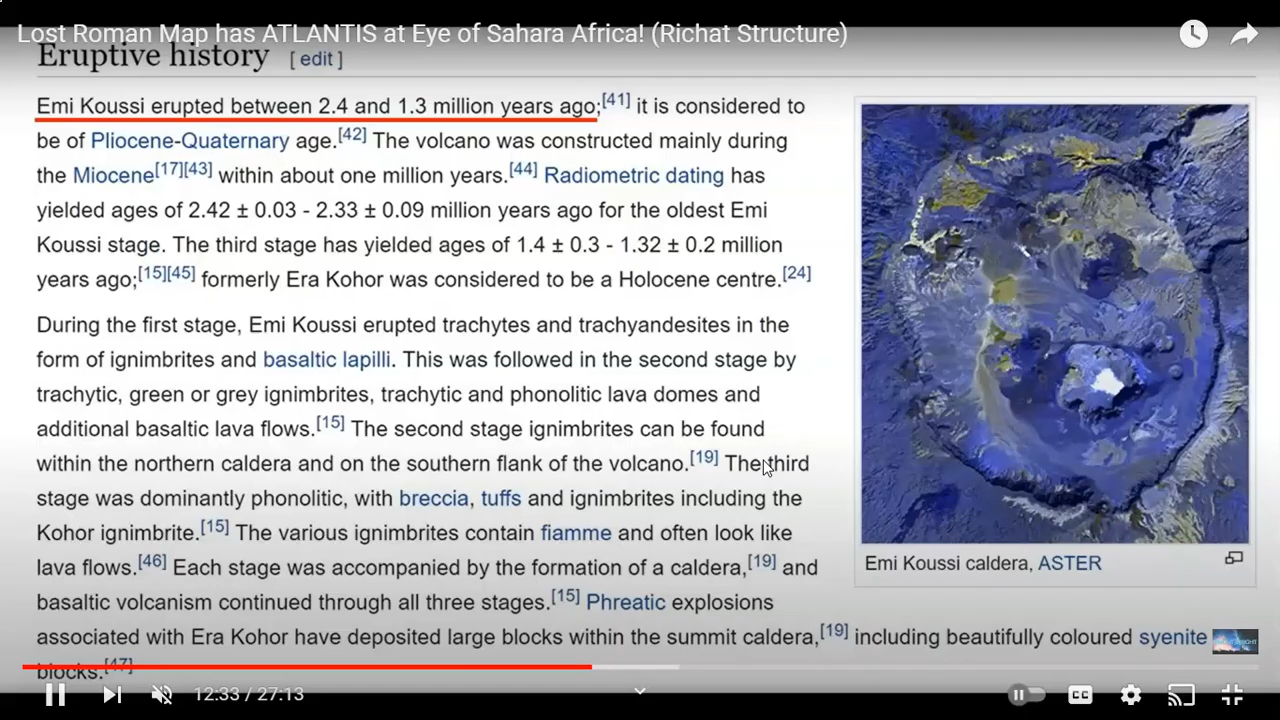 Lost Roman Map has ATLANTIS at Eye of Sahara Africa! (Richat Structure)
Eruptive history [ edit ]
Emi Koussi erupted between 2.4 and 1.3 million years ago;[41] it is considered to
be of Pliocene-Quaternary age.[42] The volcano was constructed mainly during
the Miocene[17][43] within about one million years.[44] Radiometric dating has
yielded ages of 2.42 ± 0.03 - 2.33 ± 0.09 million years ago for the oldest Emi
Koussi stage. The third stage has yielded ages of 1.4 ± 0.3 - 1.32 ± 0.2 million
years ago;[15][45] formerly Era Kohor was considered to be a Holocene centre.[24]
During the first stage, Emi Koussi erupted trachytes and trachyandesites in the
form of ignimbrites and basaltic lapilli. This was followed in the second stage by
trachytic, green or grey ignimbrites, trachytic and phonolitic lava domes and
additional basaltic lava flows.[15] The second stage ignimbrites can be found
within the northern caldera and on the southern flank of the volcano.[19] The third
stage was dominantly phonolitic, with breccia, tuffs and ignimbrites including the
Kohor ignimbrite.[15] The various ignimbrites contain fiamme and often look like
lava flows.[46] Each stage was accompanied by the formation of a caldera,[19] and
basaltic volcanism continued through all three stages.[15] Phreatic explosions
associated with Era Kohor have deposited large blocks within the summit caldera,[19] including beautifully coloured syenite
blocks.[47]
Emi Koussi caldera, ASTER
12:33 / 27:13
CC